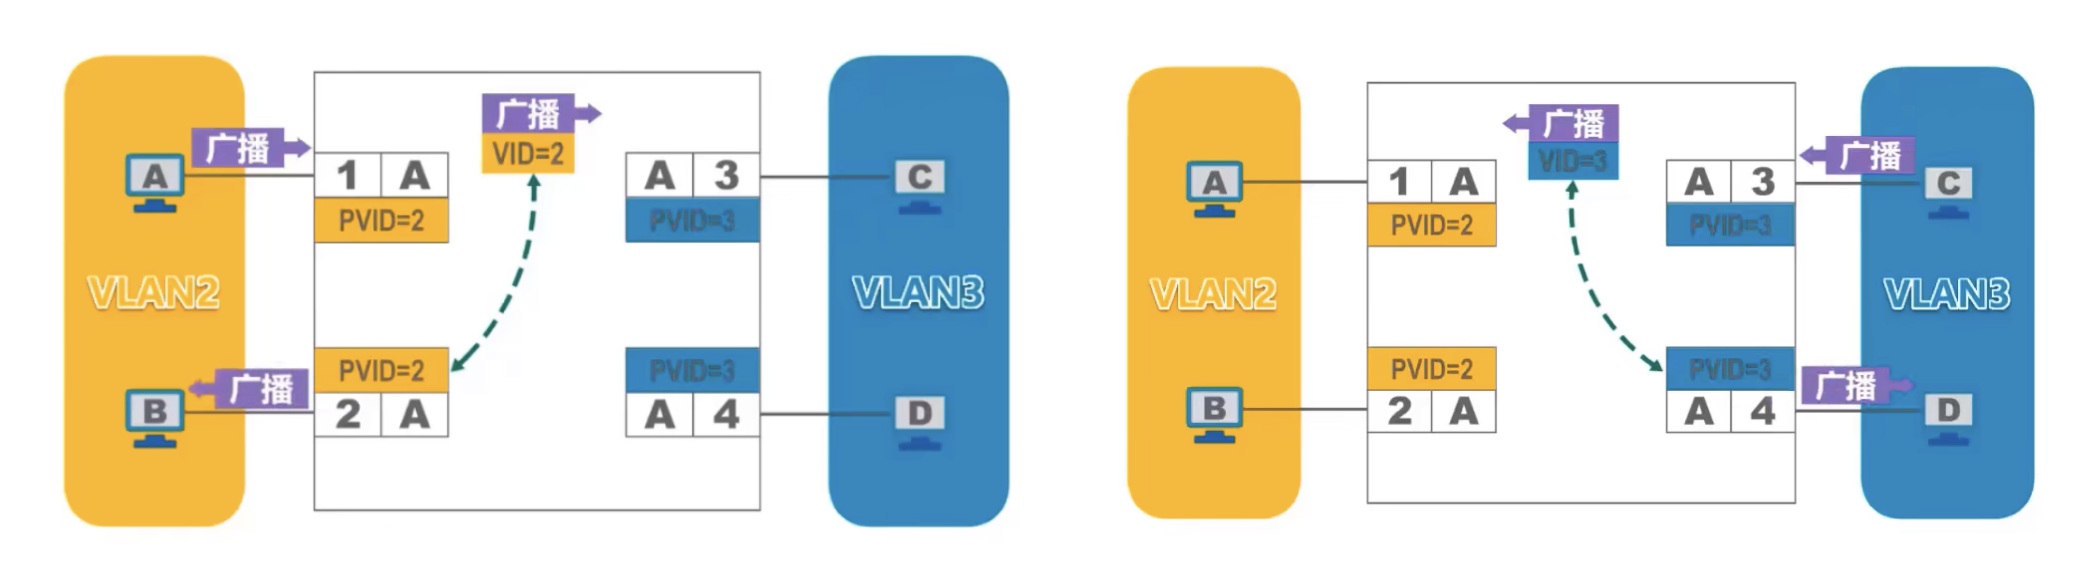 广播
VID=2
广播
A
1 A
PVID=2
A 3
PVID=3
C
VLAN2
VLAN3
PVID=2
PVID=3
B
广播
2 A
A 4
D
广播
VID=3
广播
A
1 A
PVID=2
A 3
PVID=3
C
VLAN2
VLAN3
PVID=2
PVID=3
B
2 A
A 4
广播
D